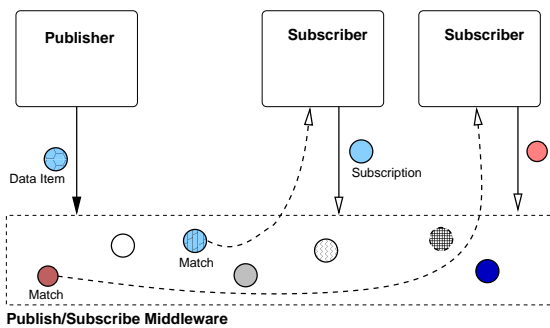 Publisher
Subscriber
Subscriber
Data Item
Subscription
Match
Match
Publish/Subscribe Middleware